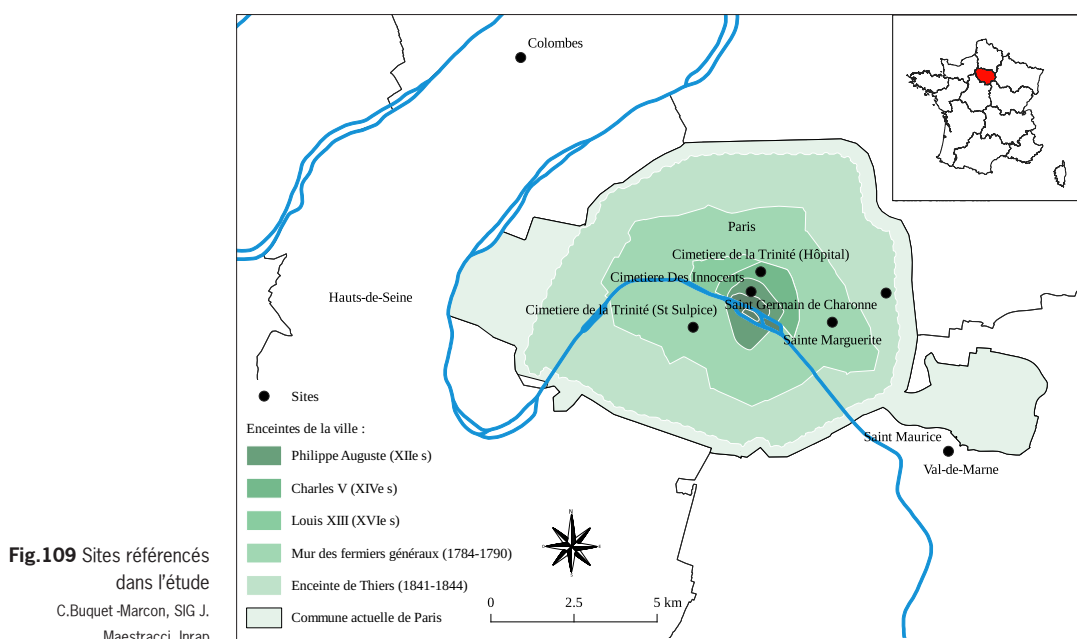 Colombes
Paris
Cimetiere de la Trinité (Hôpital)
Cimetiere Des Innocents
Hauts-de-Seine
Saint Germain de Charonne
Cimetiere de la Trinité (St Sulpice)
Sainte Marguerite
Sites
Enceintes de la ville :
Saint Maurice
Philippe Auguste (XIIe s)
Val-de-Marne
Charles V (XIVe s)
Louis XIII (XVIe s)
N
Mur des fermiers généraux (1784-1790)
Enceinte de Thiers (1841-1844)
0 2.5 5 km
Commune actuelle de Paris
Fig.109 Sites référencés
dans l'étude
C.Buquet-Marcon, SIG J.
Maestracci, Inrap